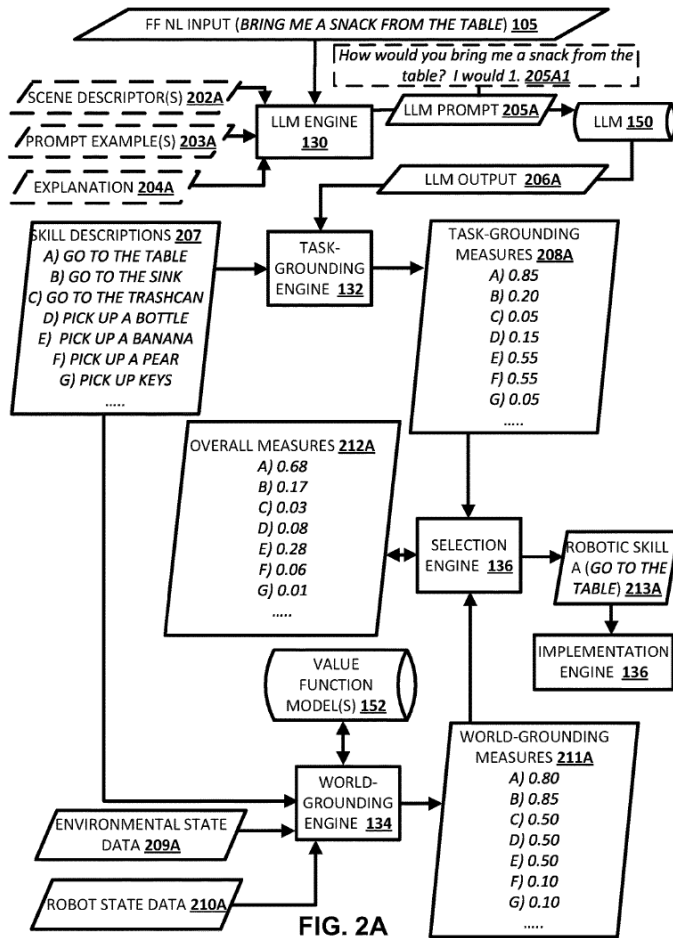 FF NL INPUT (BRING ME A SNACK FROM THE TABLE) 105
How would you bring me a snack from the
table? I would 1. 205A1
SCENE DESCRIPTOR(S) 202A
PROMPT EXAMPLE(S) 203A
EXPLANATION 204A
LLM ENGINE
130
LLM PROMPT 205A
LLM 150
LLM OUTPUT 206A
SKILL DESCRIPTIONS 207
A) GO TO THE TABLE
B) GO TO THE SINK
C) GO TO THE TRASHCAN
D) PICK UP A BOTTLE
E) PICK UP A BANANA
F) PICK UP A PEAR
G) PICK UP KEYS
.....
TASK-
GROUNDING
ENGINE 132
TASK-GROUNDING
MEASURES 208A
A) 0.85
B) 0.20
C) 0.05
D) 0.15
E) 0.55
F) 0.55
G) 0.05
.....
OVERALL MEASURES 212A
A) 0.68
B) 0.17
C) 0.03
D) 0.08
E) 0.28
F) 0.06
G) 0.01
.....
SELECTION
ENGINE 136
ROBOTIC SKILL
A (GO TO THE
TABLE) 213A
IMPLEMENTATION
ENGINE 136
VALUE
FUNCTION
MODEL(S) 152
WORLD-
GROUNDING
ENGINE 134
WORLD-GROUNDING
MEASURES 211A
A) 0.80
B) 0.85
C) 0.50
D) 0.50
E) 0.50
F) 0.10
G) 0.10
.....
ENVIRONMENTAL STATE
DATA 209A
ROBOT STATE DATA 210A
FIG. 2A